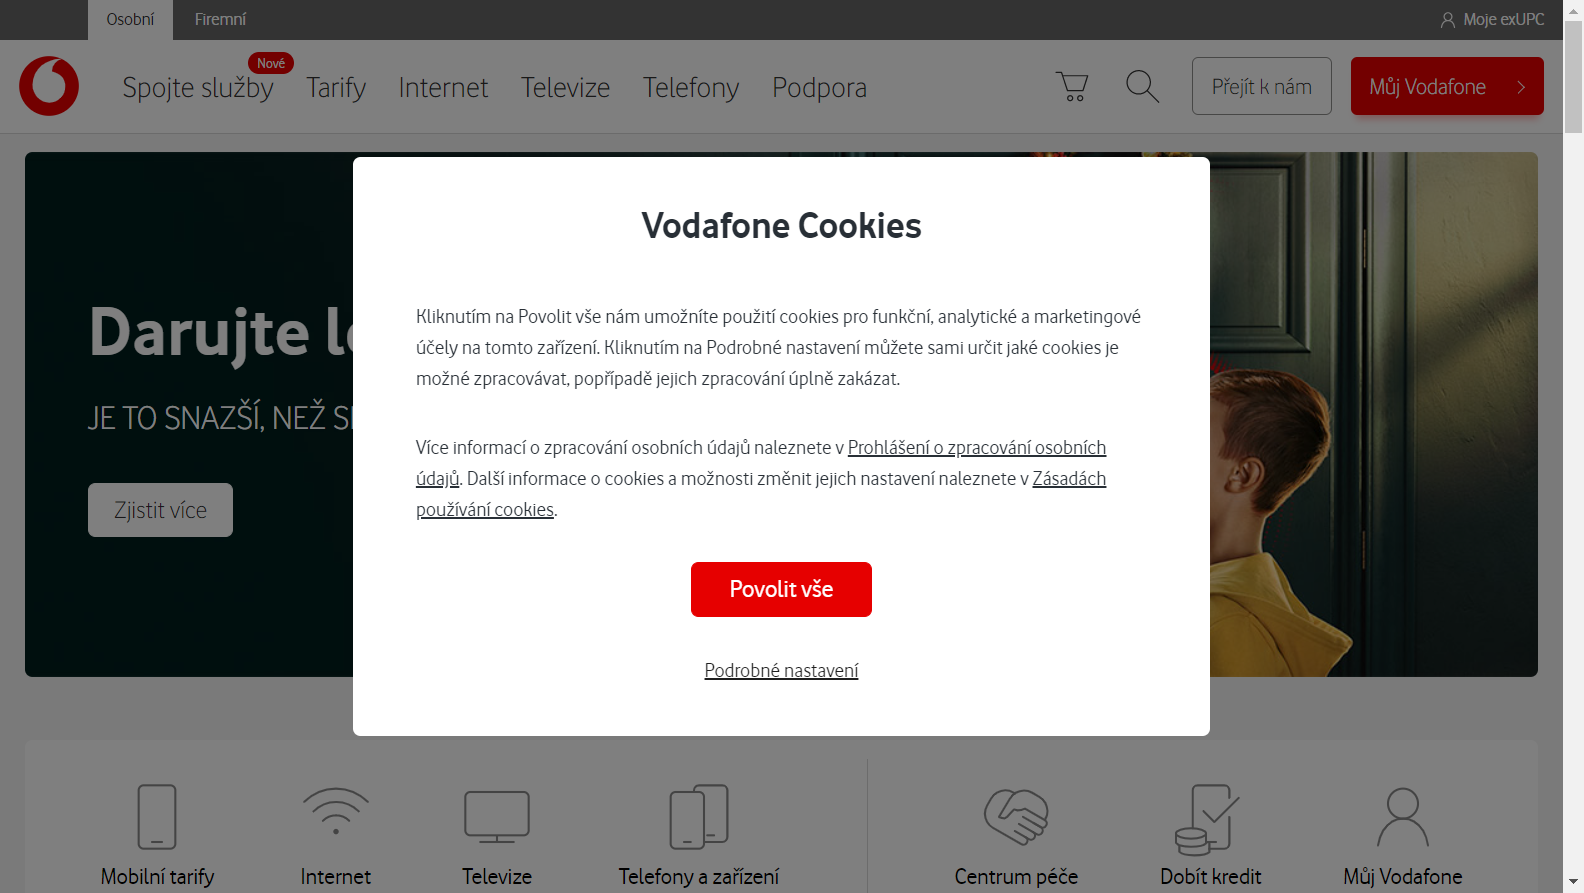 Osobní
Firemní
Moje exUPC
Spojte služby
Nové
Tarify
Internet
Televize
Telefony
Podpora
Přejít k nám
Můj Vodafone
Darujte
JE TO SNAZŠÍ, NEŽ
Zjistit více
Vodafone Cookies
Kliknutím na Povolit vše nám umožníte použití cookies pro funkční, analytické a marketingové
účely na tomto zařízení. Kliknutím na Podrobné nastavení můžete sami určit jaké cookies je
možné zpracovávat, popřípadě jejich zpracování úplně zakázat.
Více informací o zpracování osobních údajů naleznete v Prohlášení o zpracování osobních
údajů. Další informace o cookies a možnosti změnit jejich nastavení naleznete v Zásadách
používání cookies.
Povolit vše
Podrobné nastavení
Mobilní tarify
Internet
Televize
Telefony a zařízení
Centrum péče
Dobít kredit
Můj Vodafone